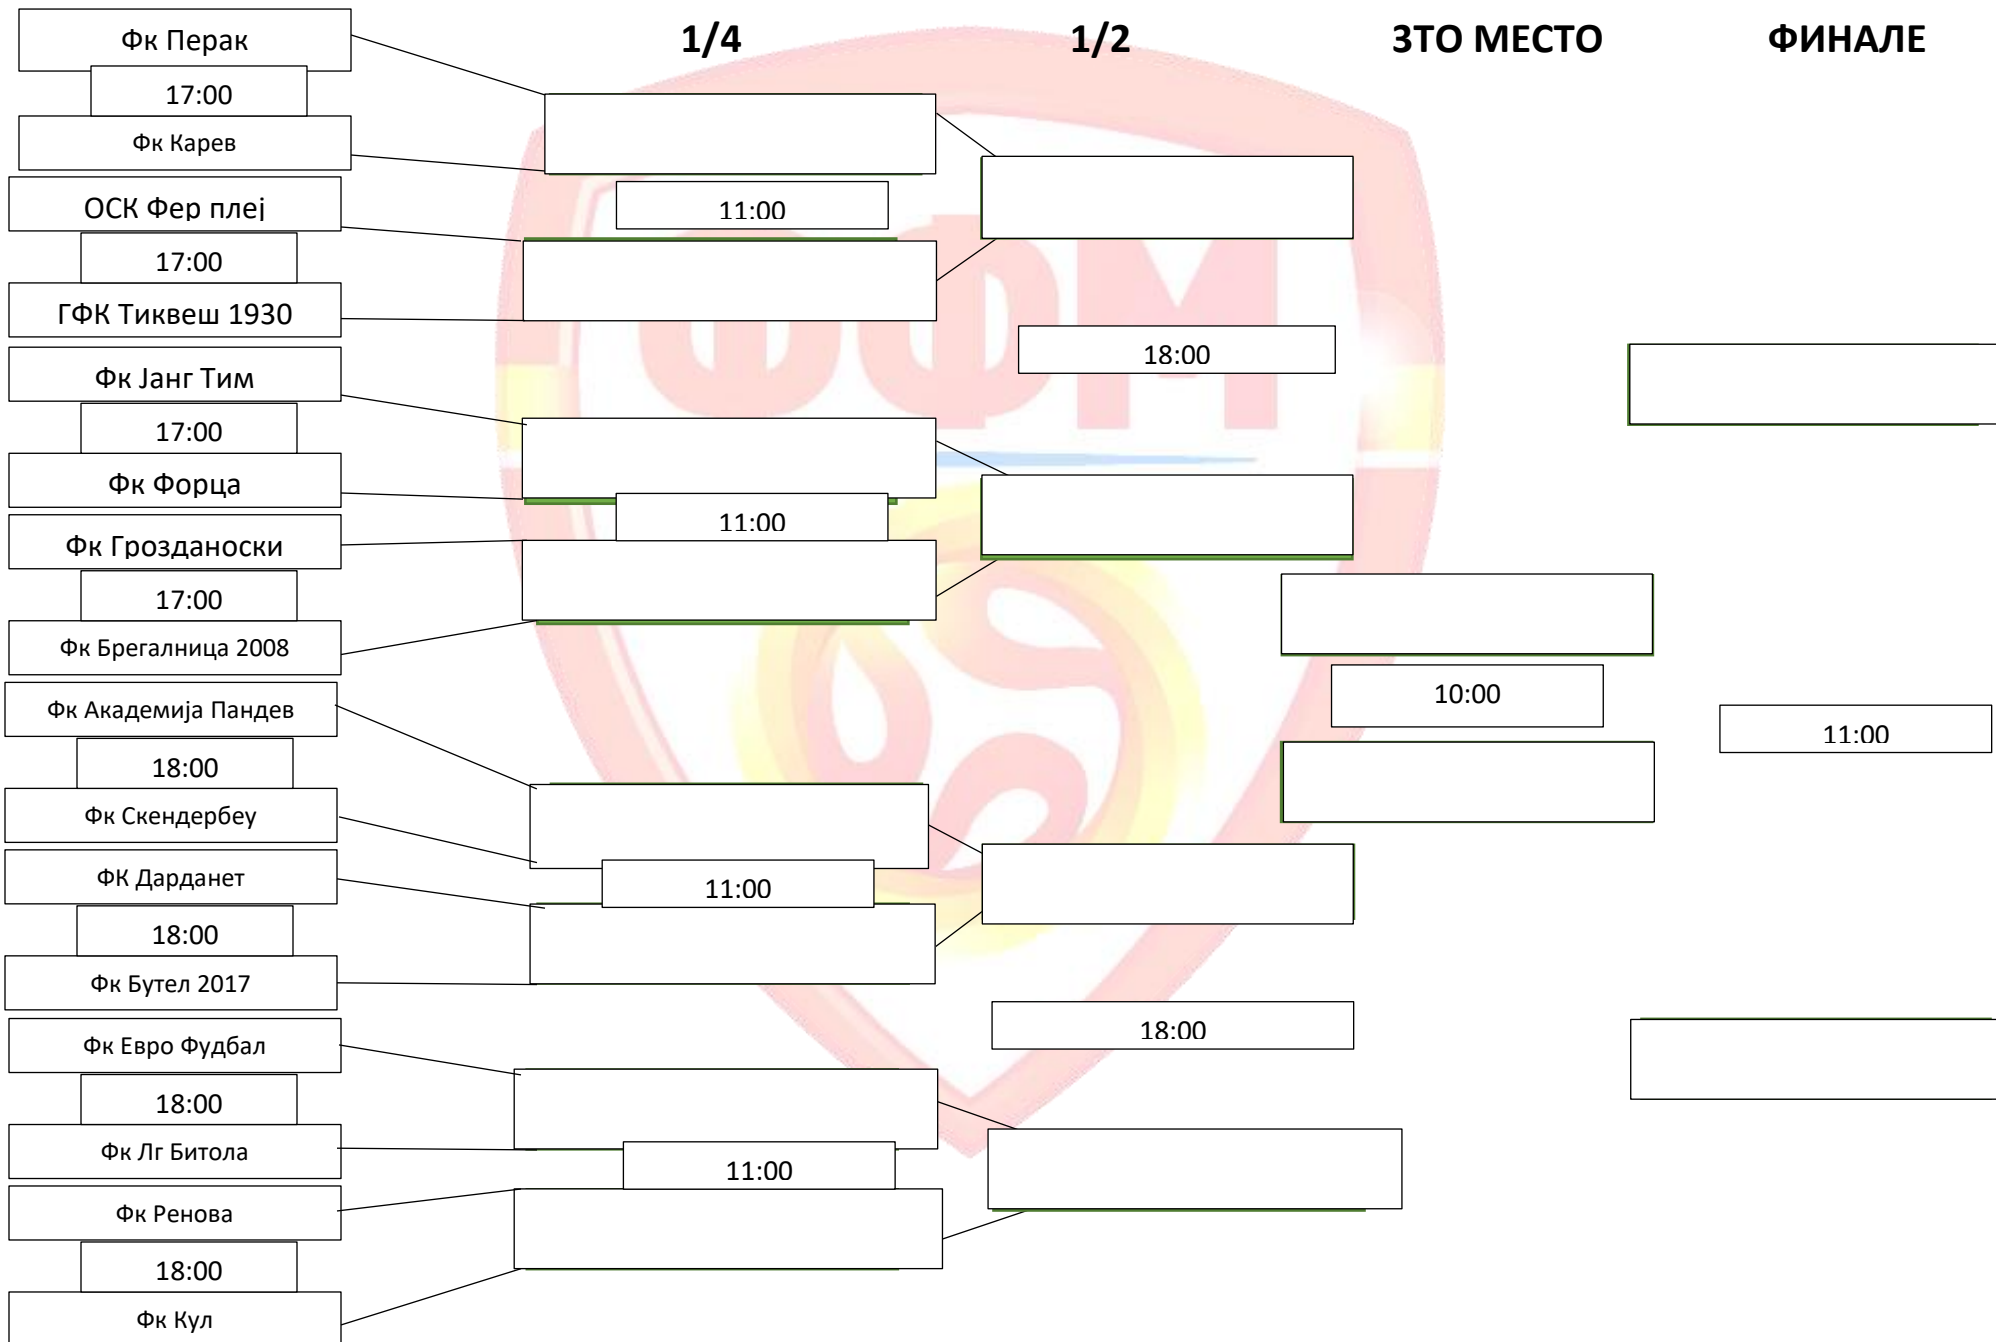 1/4
1/2
3ТО МЕСТО
ФИНАЛЕ
Фк Перак
17:00
Фк Карев
ОСК Фер плеј
17:00
ГФК Тиквеш 1930
Фк Јанг Тим
17:00
Фк Форца
Фк Грозданоски
17:00
Фк Брегалница 2008
Фк Академија Пандев
18:00
Фк Скендербеу
ФК Дарданет
18:00
Фк Бутел 2017
Фк Евро Фудбал
18:00
Фк Лг Битола
Фк Ренова
18:00
Фк Кул
11:00
11:00
11:00
11:00
18:00
18:00
10:00
11:00
ФФМ